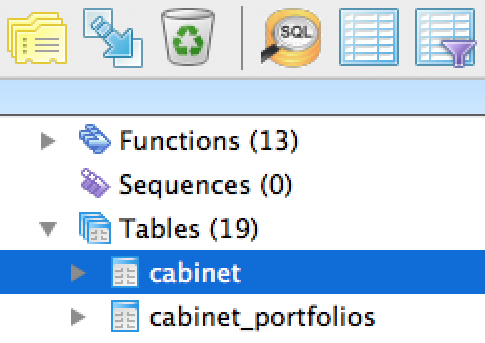 SQL
Functions (13)
Sequences (0)
Tables (19)
cabinet
cabinet_portfolios